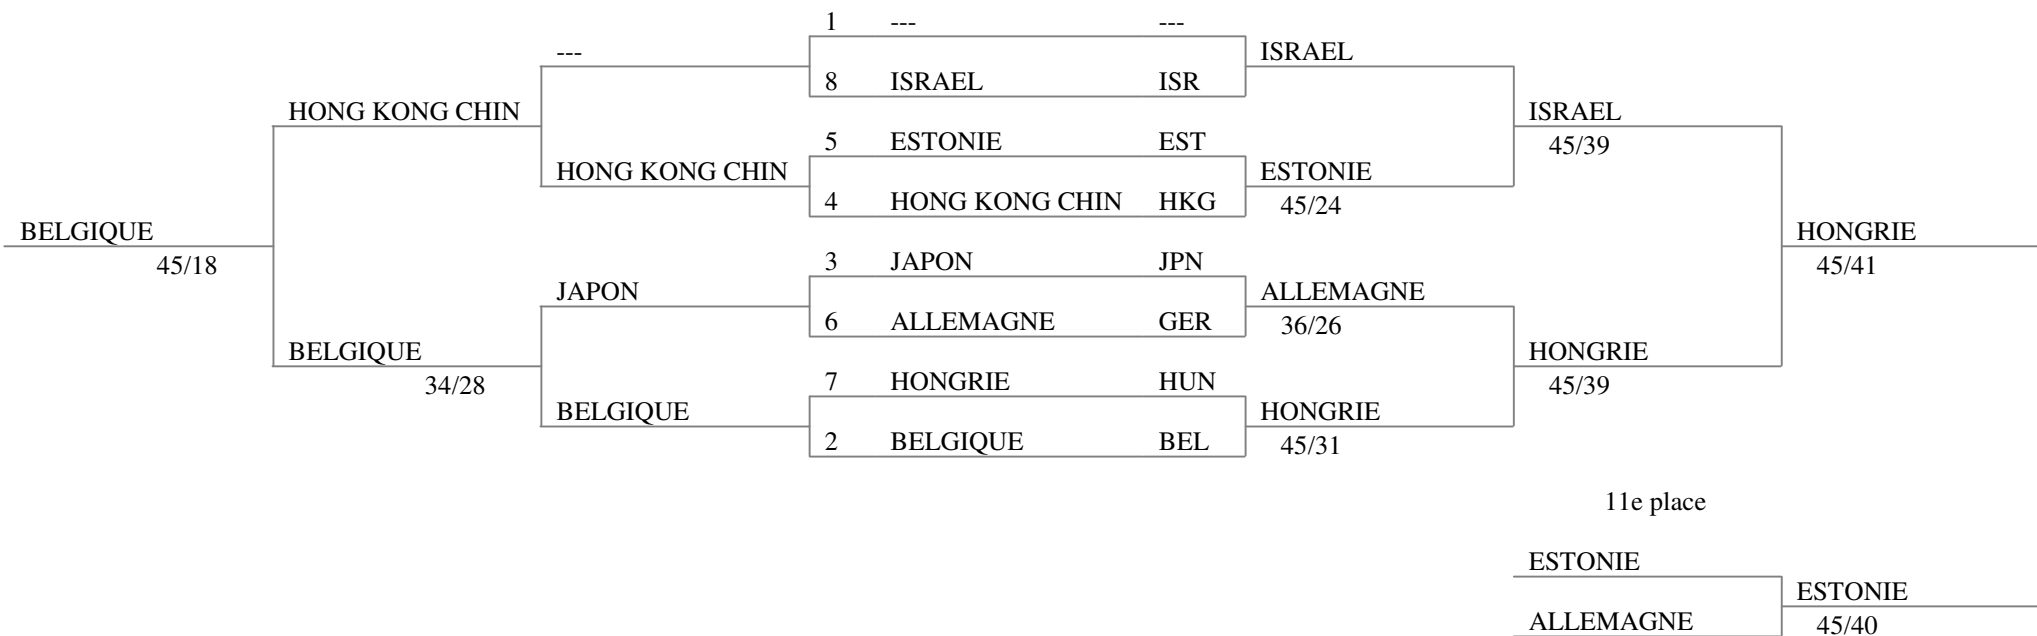 1 --- ---
--- ISRAEL
8 ISRAEL ISR
HONG KONG CHIN ISRAEL
5 ESTONIE EST 45/39
HONG KONG CHIN ESTONIE
4 HONG KONG CHIN HKG 45/24
BELGIQUE HONGRIE
45/18 3 JAPON JPN 45/41
JAPON ALLEMAGNE
6 ALLEMAGNE GER 36/26
BELGIQUE HONGRIE
34/28 7 HONGRIE HUN 45/39
BELGIQUE HONGRIE
2 BELGIQUE BEL 45/31
11e place
ESTONIE
ESTONIE
ALLEMAGNE 45/40